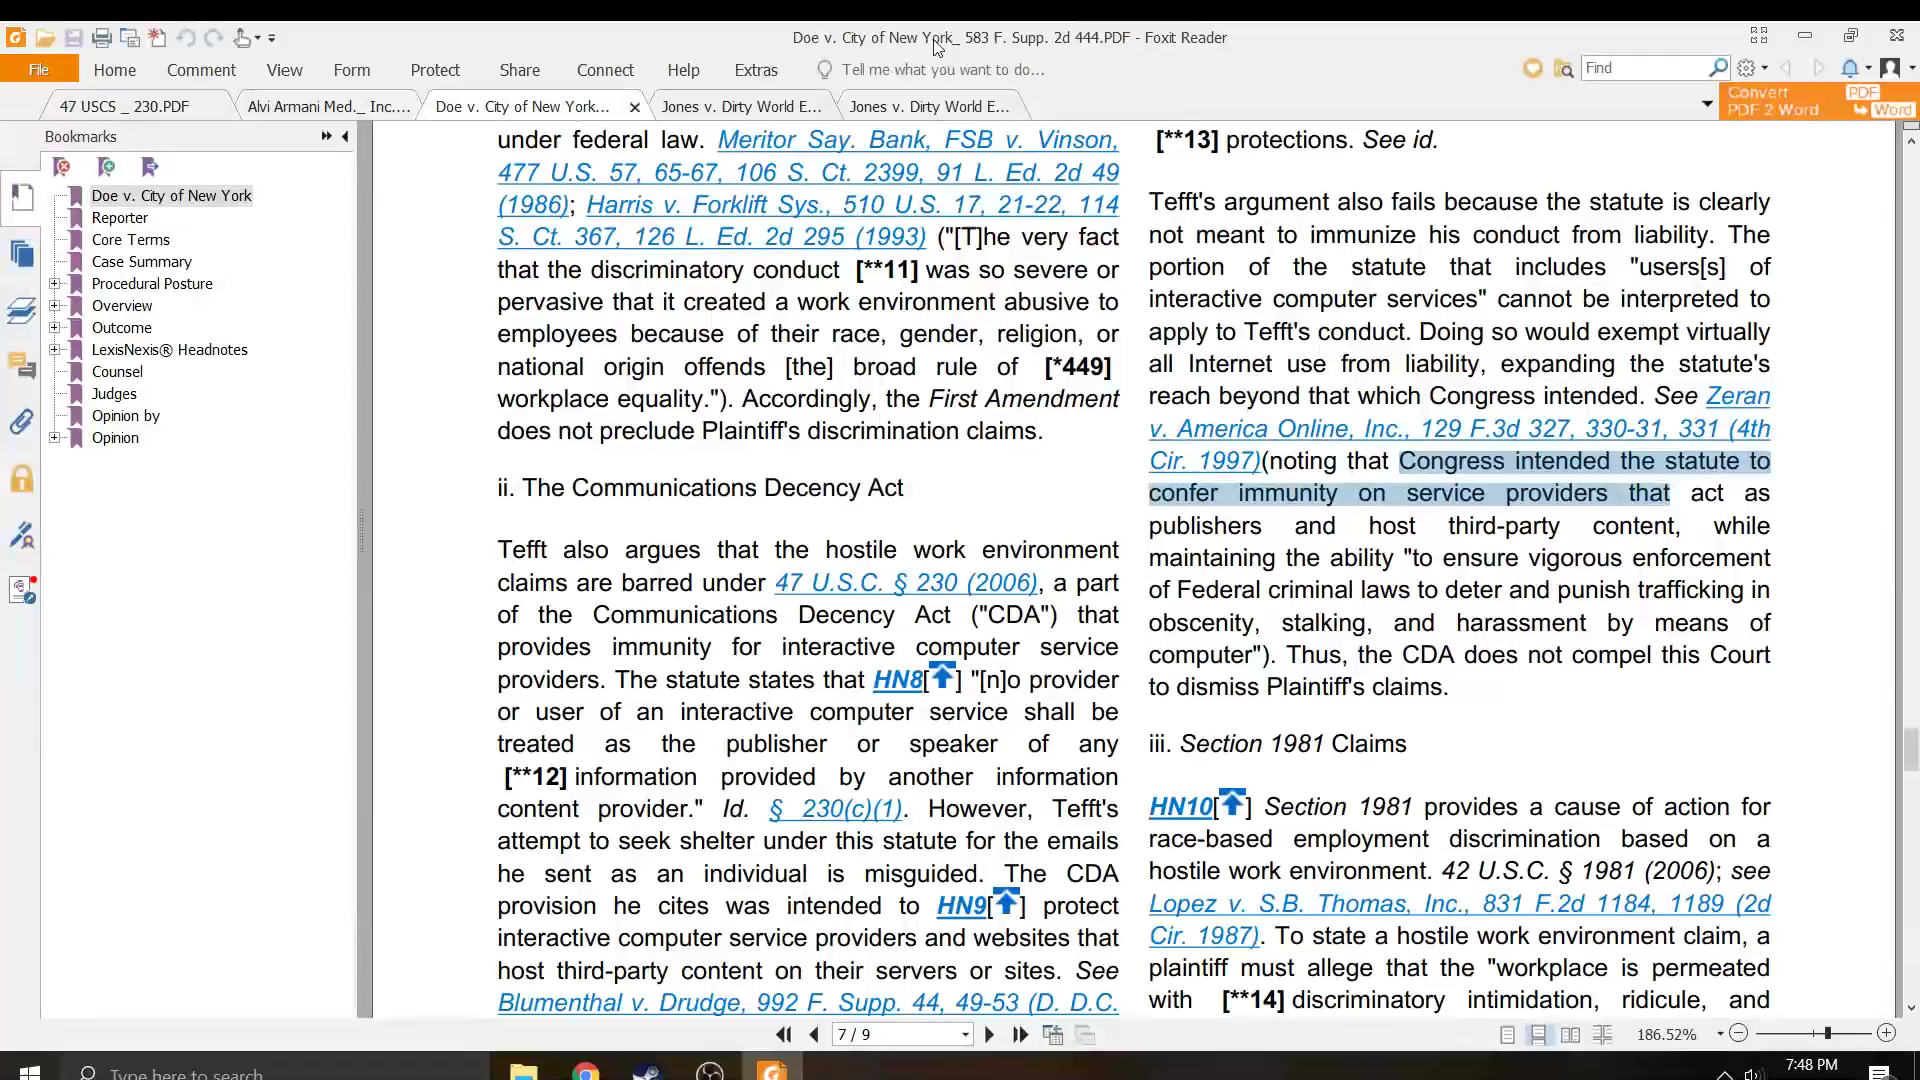 Doe v. City of New York_ 583 F. Supp. 2d 444.PDF - Foxit Reader
File Home Comment View Form Protect Share Connect Help Extras Tell me what you want to do... Find
47 USCS _ 230.PDF Alvi Armani Med._ Inc.... Doe v. City of New York... Jones v. Dirty World E... Jones v. Dirty World E...
Convert PDF
PDF 2 Word Word
Bookmarks
Doe v. City of New York
Reporter
Core Terms
Case Summary
Procedural Posture
Overview
Outcome
LexisNexis® Headnotes
Counsel
Judges
Opinion by
Opinion
under federal law. Meritor Say. Bank, FSB v. Vinson,
477 U.S. 57, 65-67, 106 S. Ct. 2399, 91 L. Ed. 2d 49
(1986); Harris v. Forklift Sys., 510 U.S. 17, 21-22, 114
S. Ct. 367, 126 L. Ed. 2d 295 (1993) ("[T]he very fact
that the discriminatory conduct [**11] was so severe or
pervasive that it created a work environment abusive to
employees because of their race, gender, religion, or
national origin offends [the] broad rule of [*449]
workplace equality."). Accordingly, the First Amendment
does not preclude Plaintiff's discrimination claims.
ii. The Communications Decency Act
Tefft also argues that the hostile work environment
claims are barred under 47 U.S.C. § 230 (2006), a part
of the Communications Decency Act ("CDA") that
provides immunity for interactive computer service
providers. The statute states that HN8[ ] "[n]o provider
or user of an interactive computer service shall be
treated as the publisher or speaker of any
[**12] information provided by another information
content provider." Id. § 230(c)(1). However, Tefft's
attempt to seek shelter under this statute for the emails
he sent as an individual is misguided. The CDA
provision he cites was intended to HN9[ ] protect
interactive computer service providers and websites that
host third-party content on their servers or sites. See
Blumenthal v. Drudge, 992 F. Supp. 44, 49-53 (D. D.C.
[**13] protections. See id.
Tefft's argument also fails because the statute is clearly
not meant to immunize his conduct from liability. The
portion of the statute that includes "users[s] of
interactive computer services" cannot be interpreted to
apply to Tefft's conduct. Doing so would exempt virtually
all Internet use from liability, expanding the statute's
reach beyond that which Congress intended. See Zeran
v. America Online, Inc., 129 F.3d 327, 330-31, 331 (4th
Cir. 1997)(noting that Congress intended the statute to
confer immunity on service providers that act as
publishers and host third-party content, while
maintaining the ability "to ensure vigorous enforcement
of Federal criminal laws to deter and punish trafficking in
obscenity, stalking, and harassment by means of
computer"). Thus, the CDA does not compel this Court
to dismiss Plaintiff's claims.
iii. Section 1981 Claims
HN10[ ] Section 1981 provides a cause of action for
race-based employment discrimination based on a
hostile work environment. 42 U.S.C. § 1981 (2006); see
Lopez v. S.B. Thomas, Inc., 831 F.2d 1184, 1189 (2d
Cir. 1987). To state a hostile work environment claim, a
plaintiff must allege that the "workplace is permeated
with [**14] discriminatory intimidation, ridicule, and
7 / 9 186.52%
Type here to search 7:48 PM